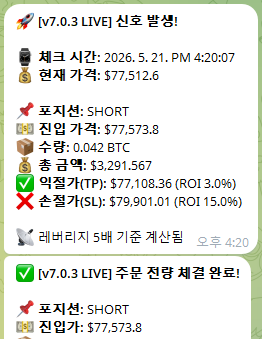 🚀 [v7.0.3 LIVE] 신호 발생!
⌚ 체크 시간: 2026. 5. 21. PM 4:20:07
💰 현재 가격: $77,512.6
📌 포지션: SHORT
💵 진입 가격: $77,573.8
📦 수량: 0.042 BTC
💰 총 금액: $3,291.567
✅ 익절가(TP): $77,108.36 (ROI 3.0%)
❌ 손절가(SL): $79,901.01 (ROI 15.0%)
📡 레버리지 5배 기준 계산됨
오후 4:20
✅ [v7.0.3 LIVE] 주문 전량 체결 완료!
📌 포지션: SHORT
💵 진입가: $77,573.8